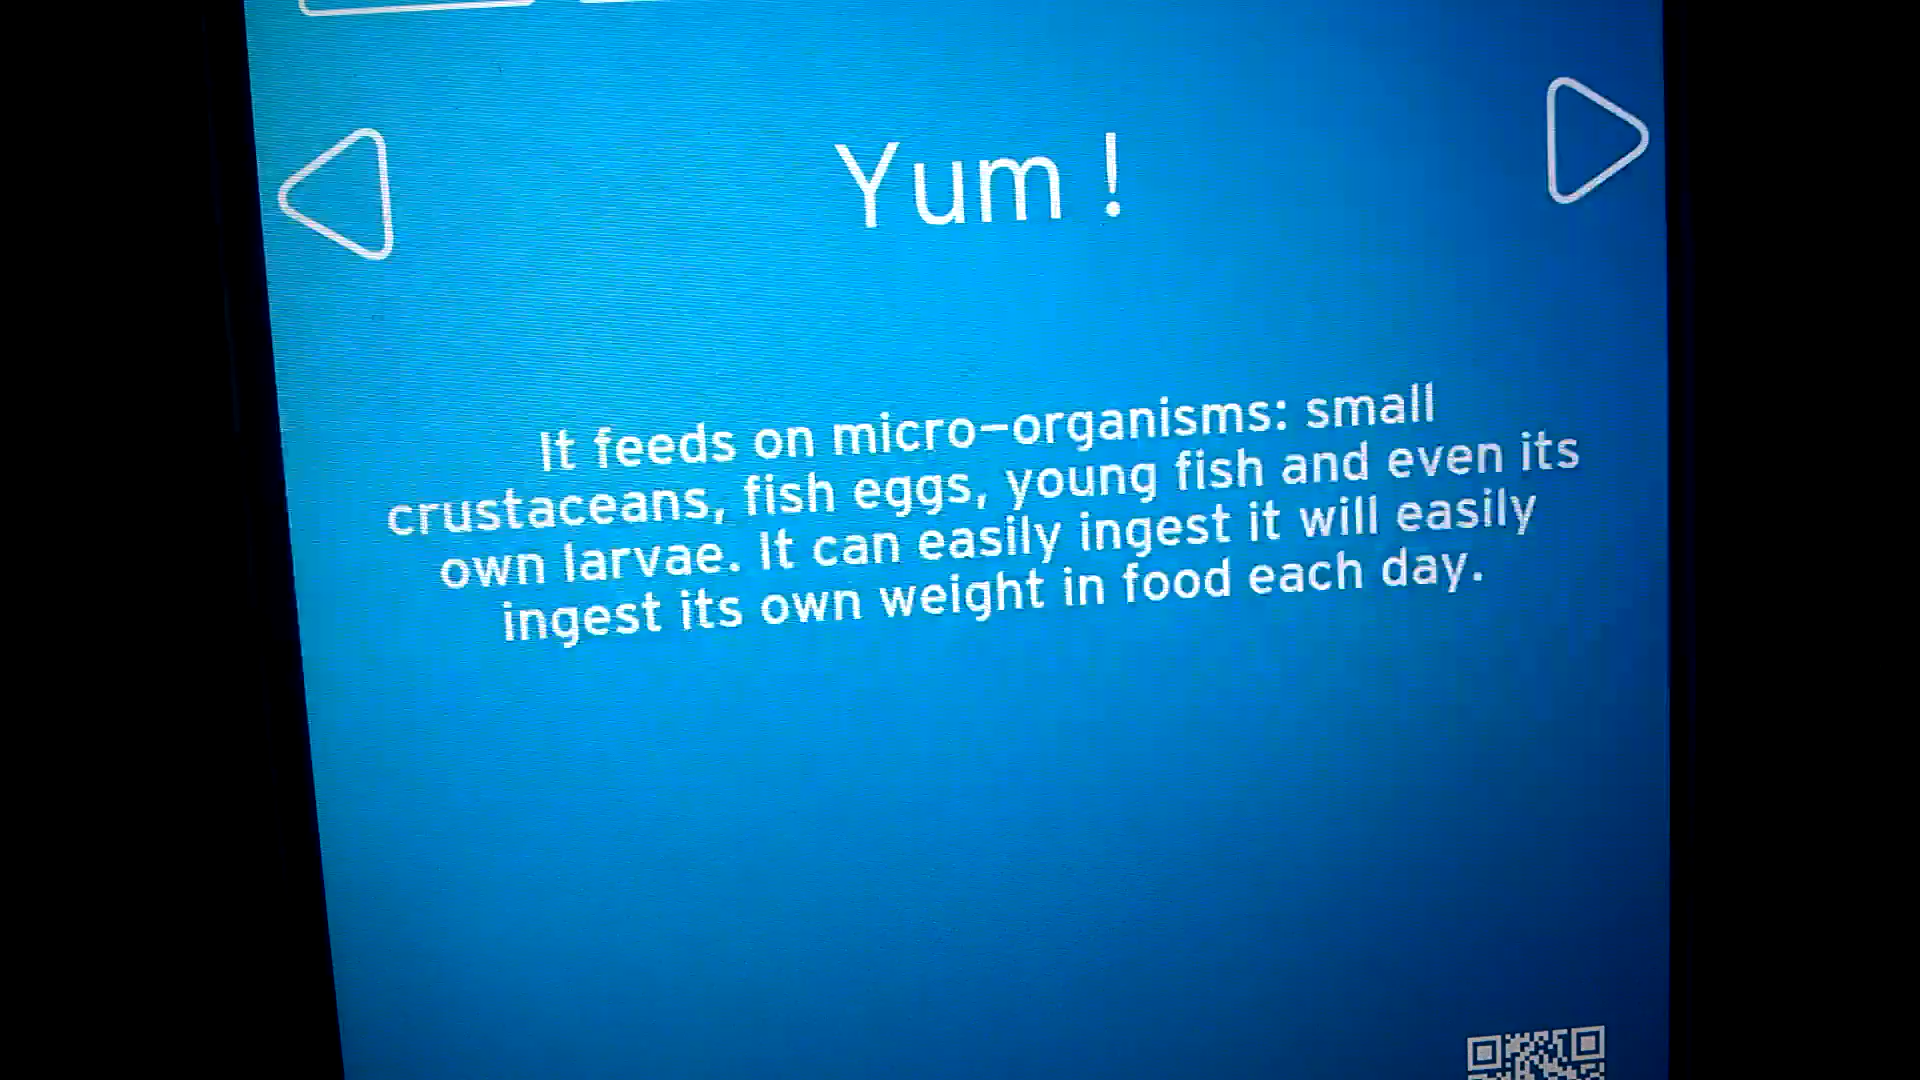 Yum !
It feeds on micro-organisms: small
crustaceans, fish eggs, young fish and even its
own larvae. It can easily ingest it will easily
ingest its own weight in food each day.